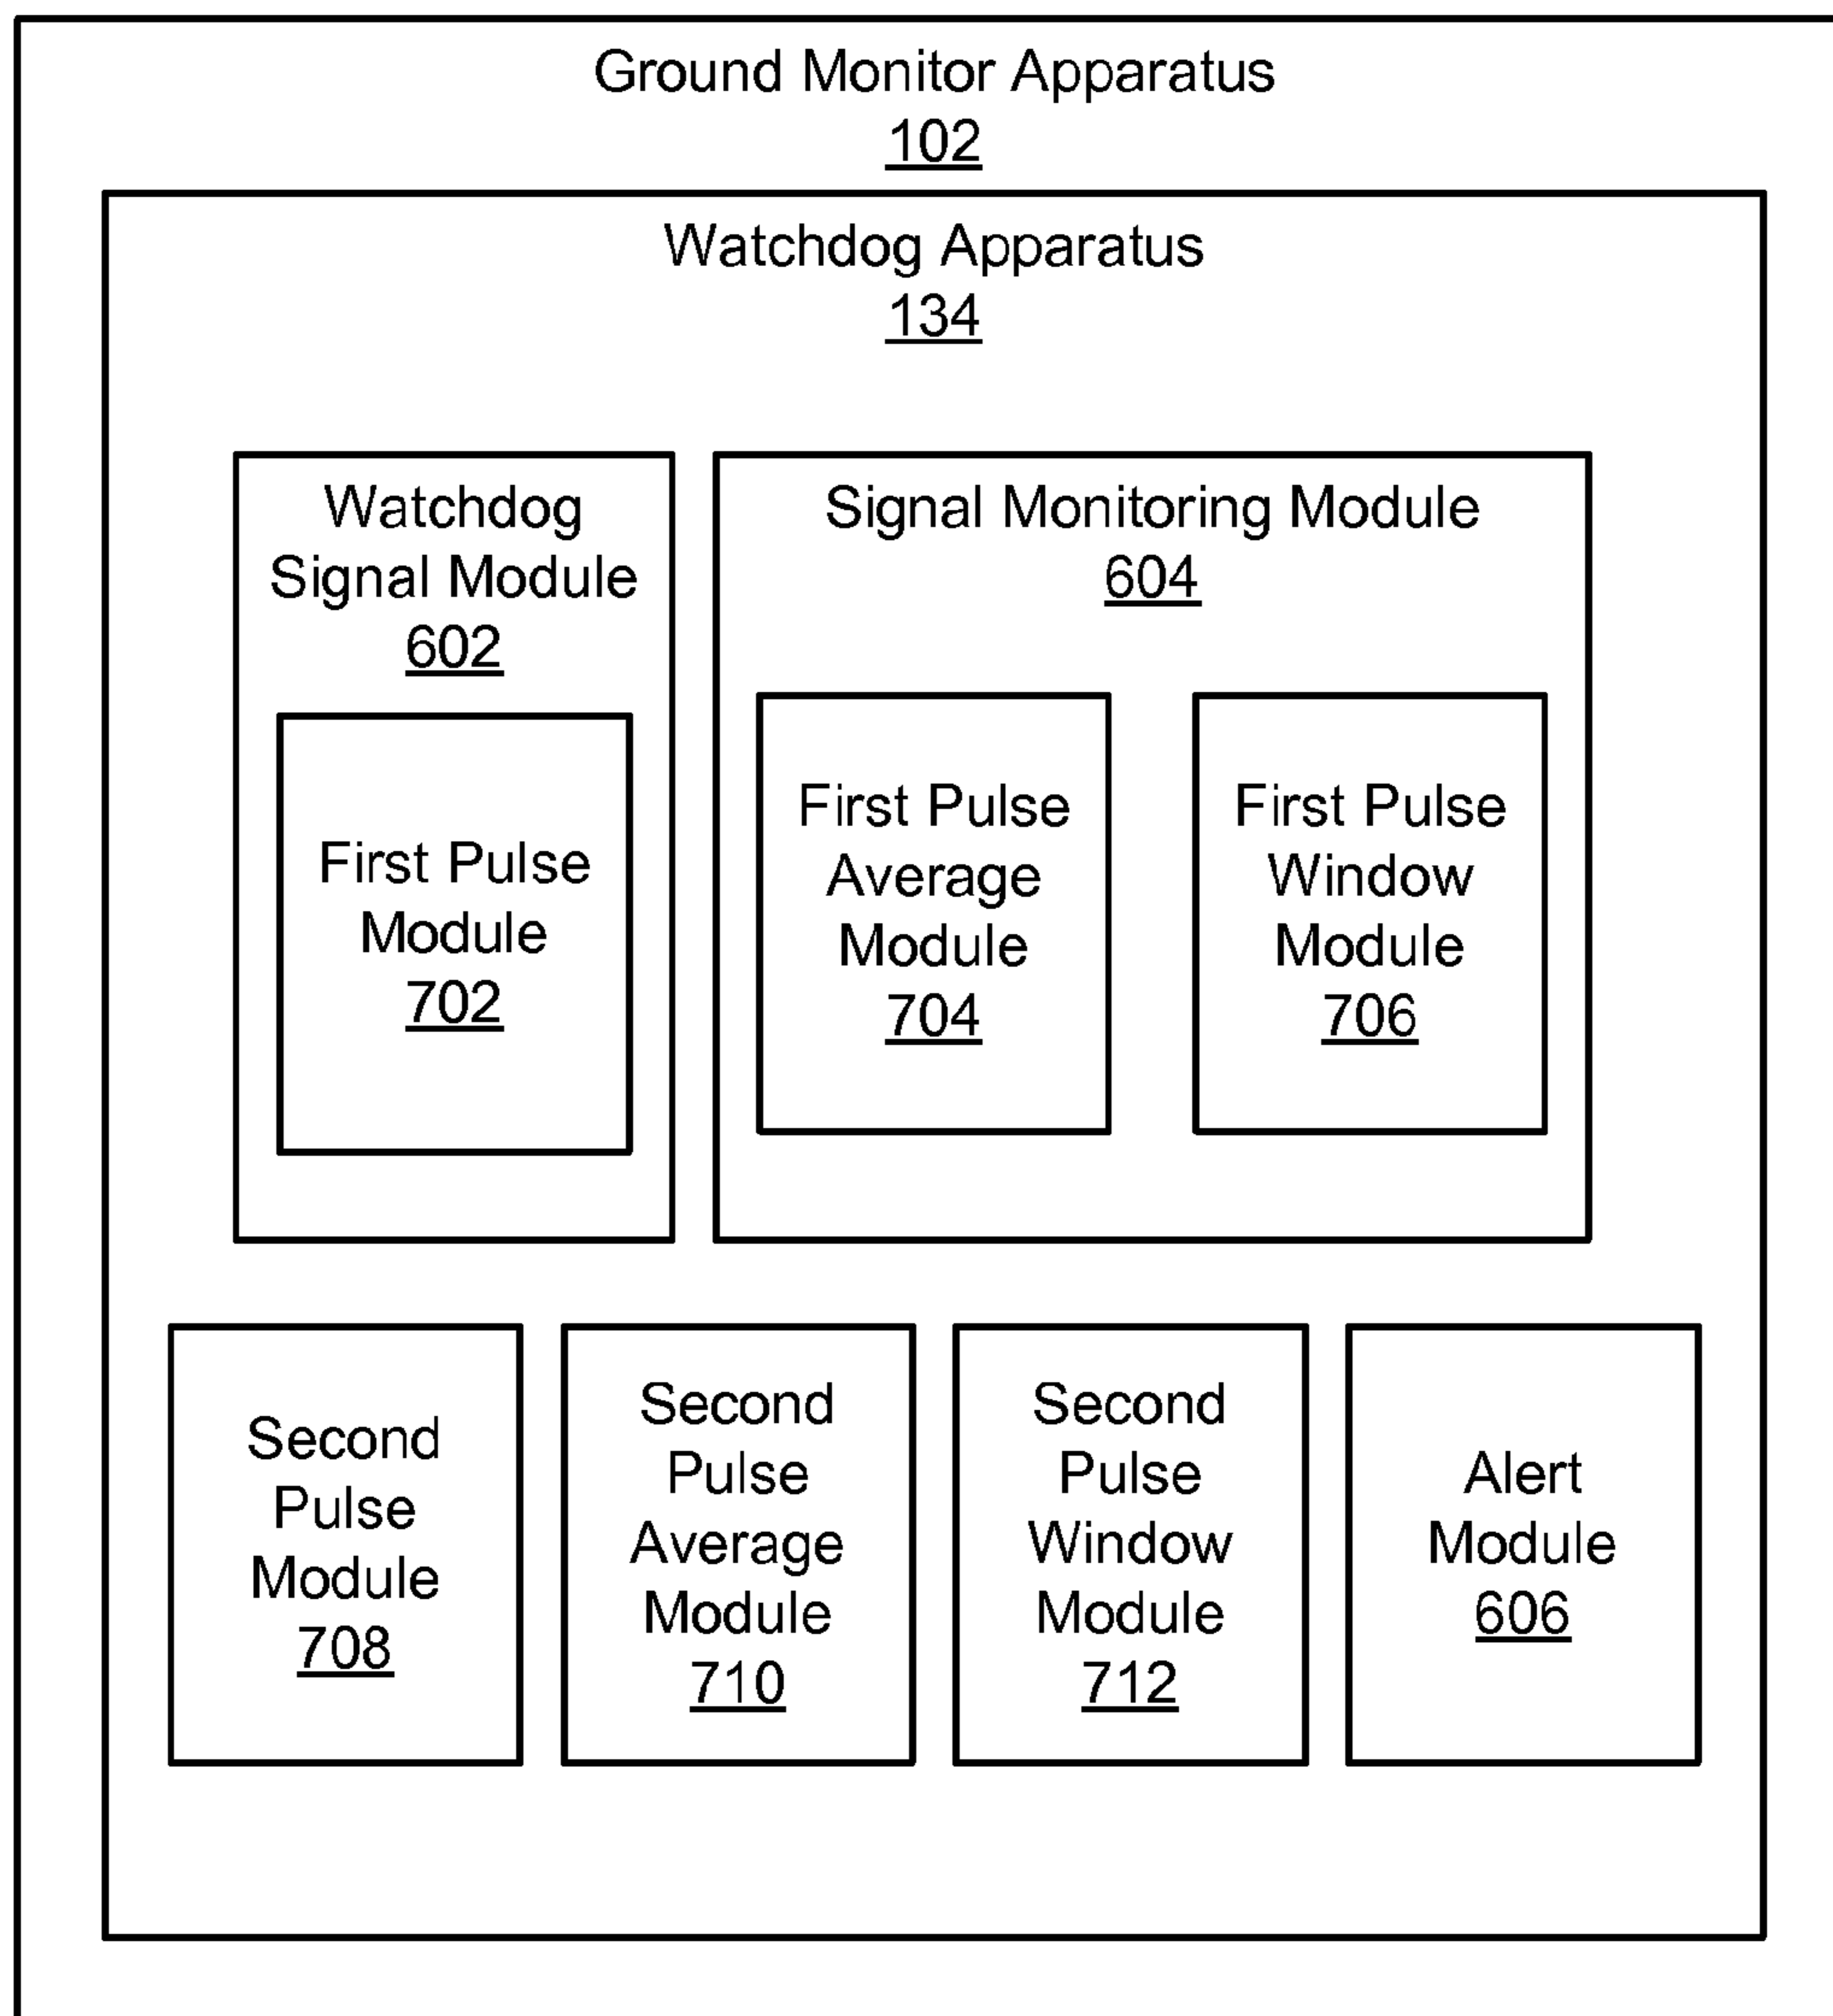 Ground Monitor Apparatus
102
Watchdog Apparatus
134
Watchdog
Signal Module
602
First Pulse
Module
702
Signal Monitoring Module
604
First Pulse
Average
Module
704
First Pulse
Window
Module
706
Second
Pulse
Module
708
Second
Pulse
Average
Module
710
Second
Pulse
Window
Module
712
Alert
Module
606